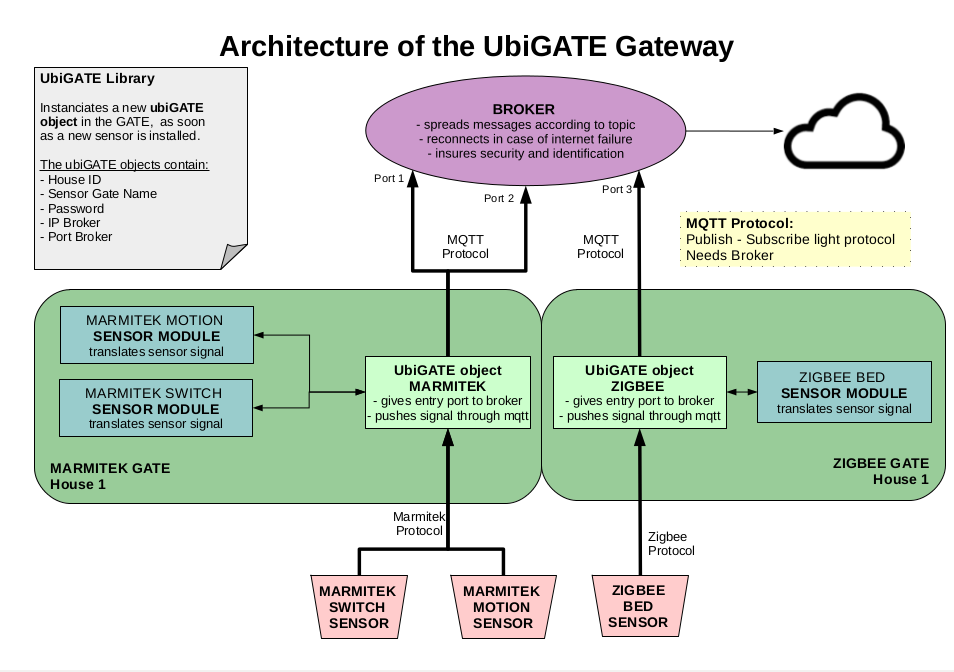 Architecture of the UbiGATE Gateway
UbiGATE Library
Instanciates a new ubiGATE
object in the GATE, as soon
as a new sensor is installed.
The ubiGATE objects contain:
- House ID
- Sensor Gate Name
- Password
- IP Broker
- Port Broker
BROKER
- spreads messages according to topic
- reconnects in case of internet failure
- insures security and identification
Port 1
Port 2
Port 3
MQTT
Protocol
MQTT
Protocol
MQTT Protocol:
Publish - Subscribe light protocol
Needs Broker
MARMITEK MOTION
SENSOR MODULE
translates sensor signal
MARMITEK SWITCH
SENSOR MODULE
translates sensor signal
UbiGATE object
MARMITEK
- gives entry port to broker
- pushes signal through mqtt
UbiGATE object
ZIGBEE
- gives entry port to broker
- pushes signal through mqtt
ZIGBEE BED
SENSOR MODULE
translates sensor signal
MARMITEK GATE
House 1
ZIGBEE GATE
House 1
Marmitek
Protocol
Zigbee
Protocol
MARMITEK
SWITCH
SENSOR
MARMITEK
MOTION
SENSOR
ZIGBEE
BED
SENSOR